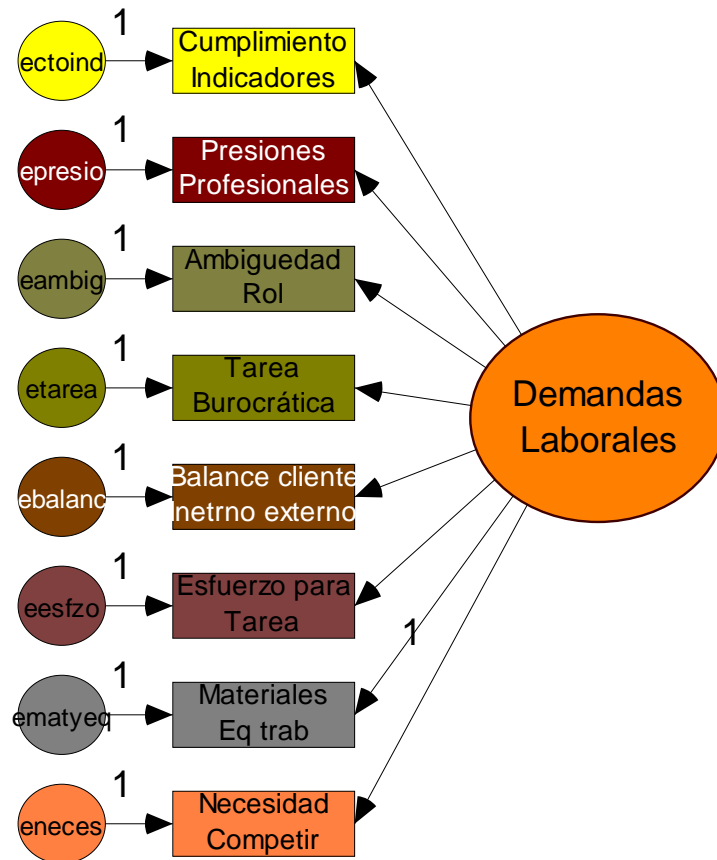 1
ectoind
Cumplimiento
Indicadores
1
epresio
Presiones
Profesionales
1
eambig
Ambiguedad
Rol
1
etarea
Tarea
Burocrática
1
ebalanc
Balance cliente
Inetrno externo
1
eesfzo
Esfuerzo para
Tarea
1
ematyeq
Materiales
Eq trab
1
eneces
Necesidad
Competir
1
Demandas
Laborales